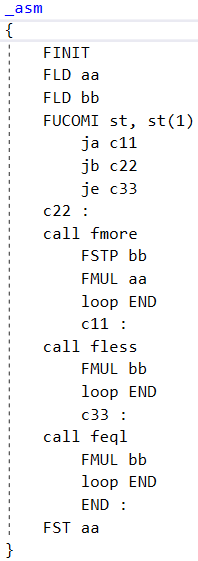 _asm
{
FINIT
FLD aa
FLD bb
FUCOMI st, st(1)
ja c11
jb c22
je c33
c22 :
call fmore
FSTP bb
FMUL aa
loop END
c11 :
call fless
FMUL bb
loop END
c33 :
call feql
FMUL bb
loop END
END :
FST aa
}